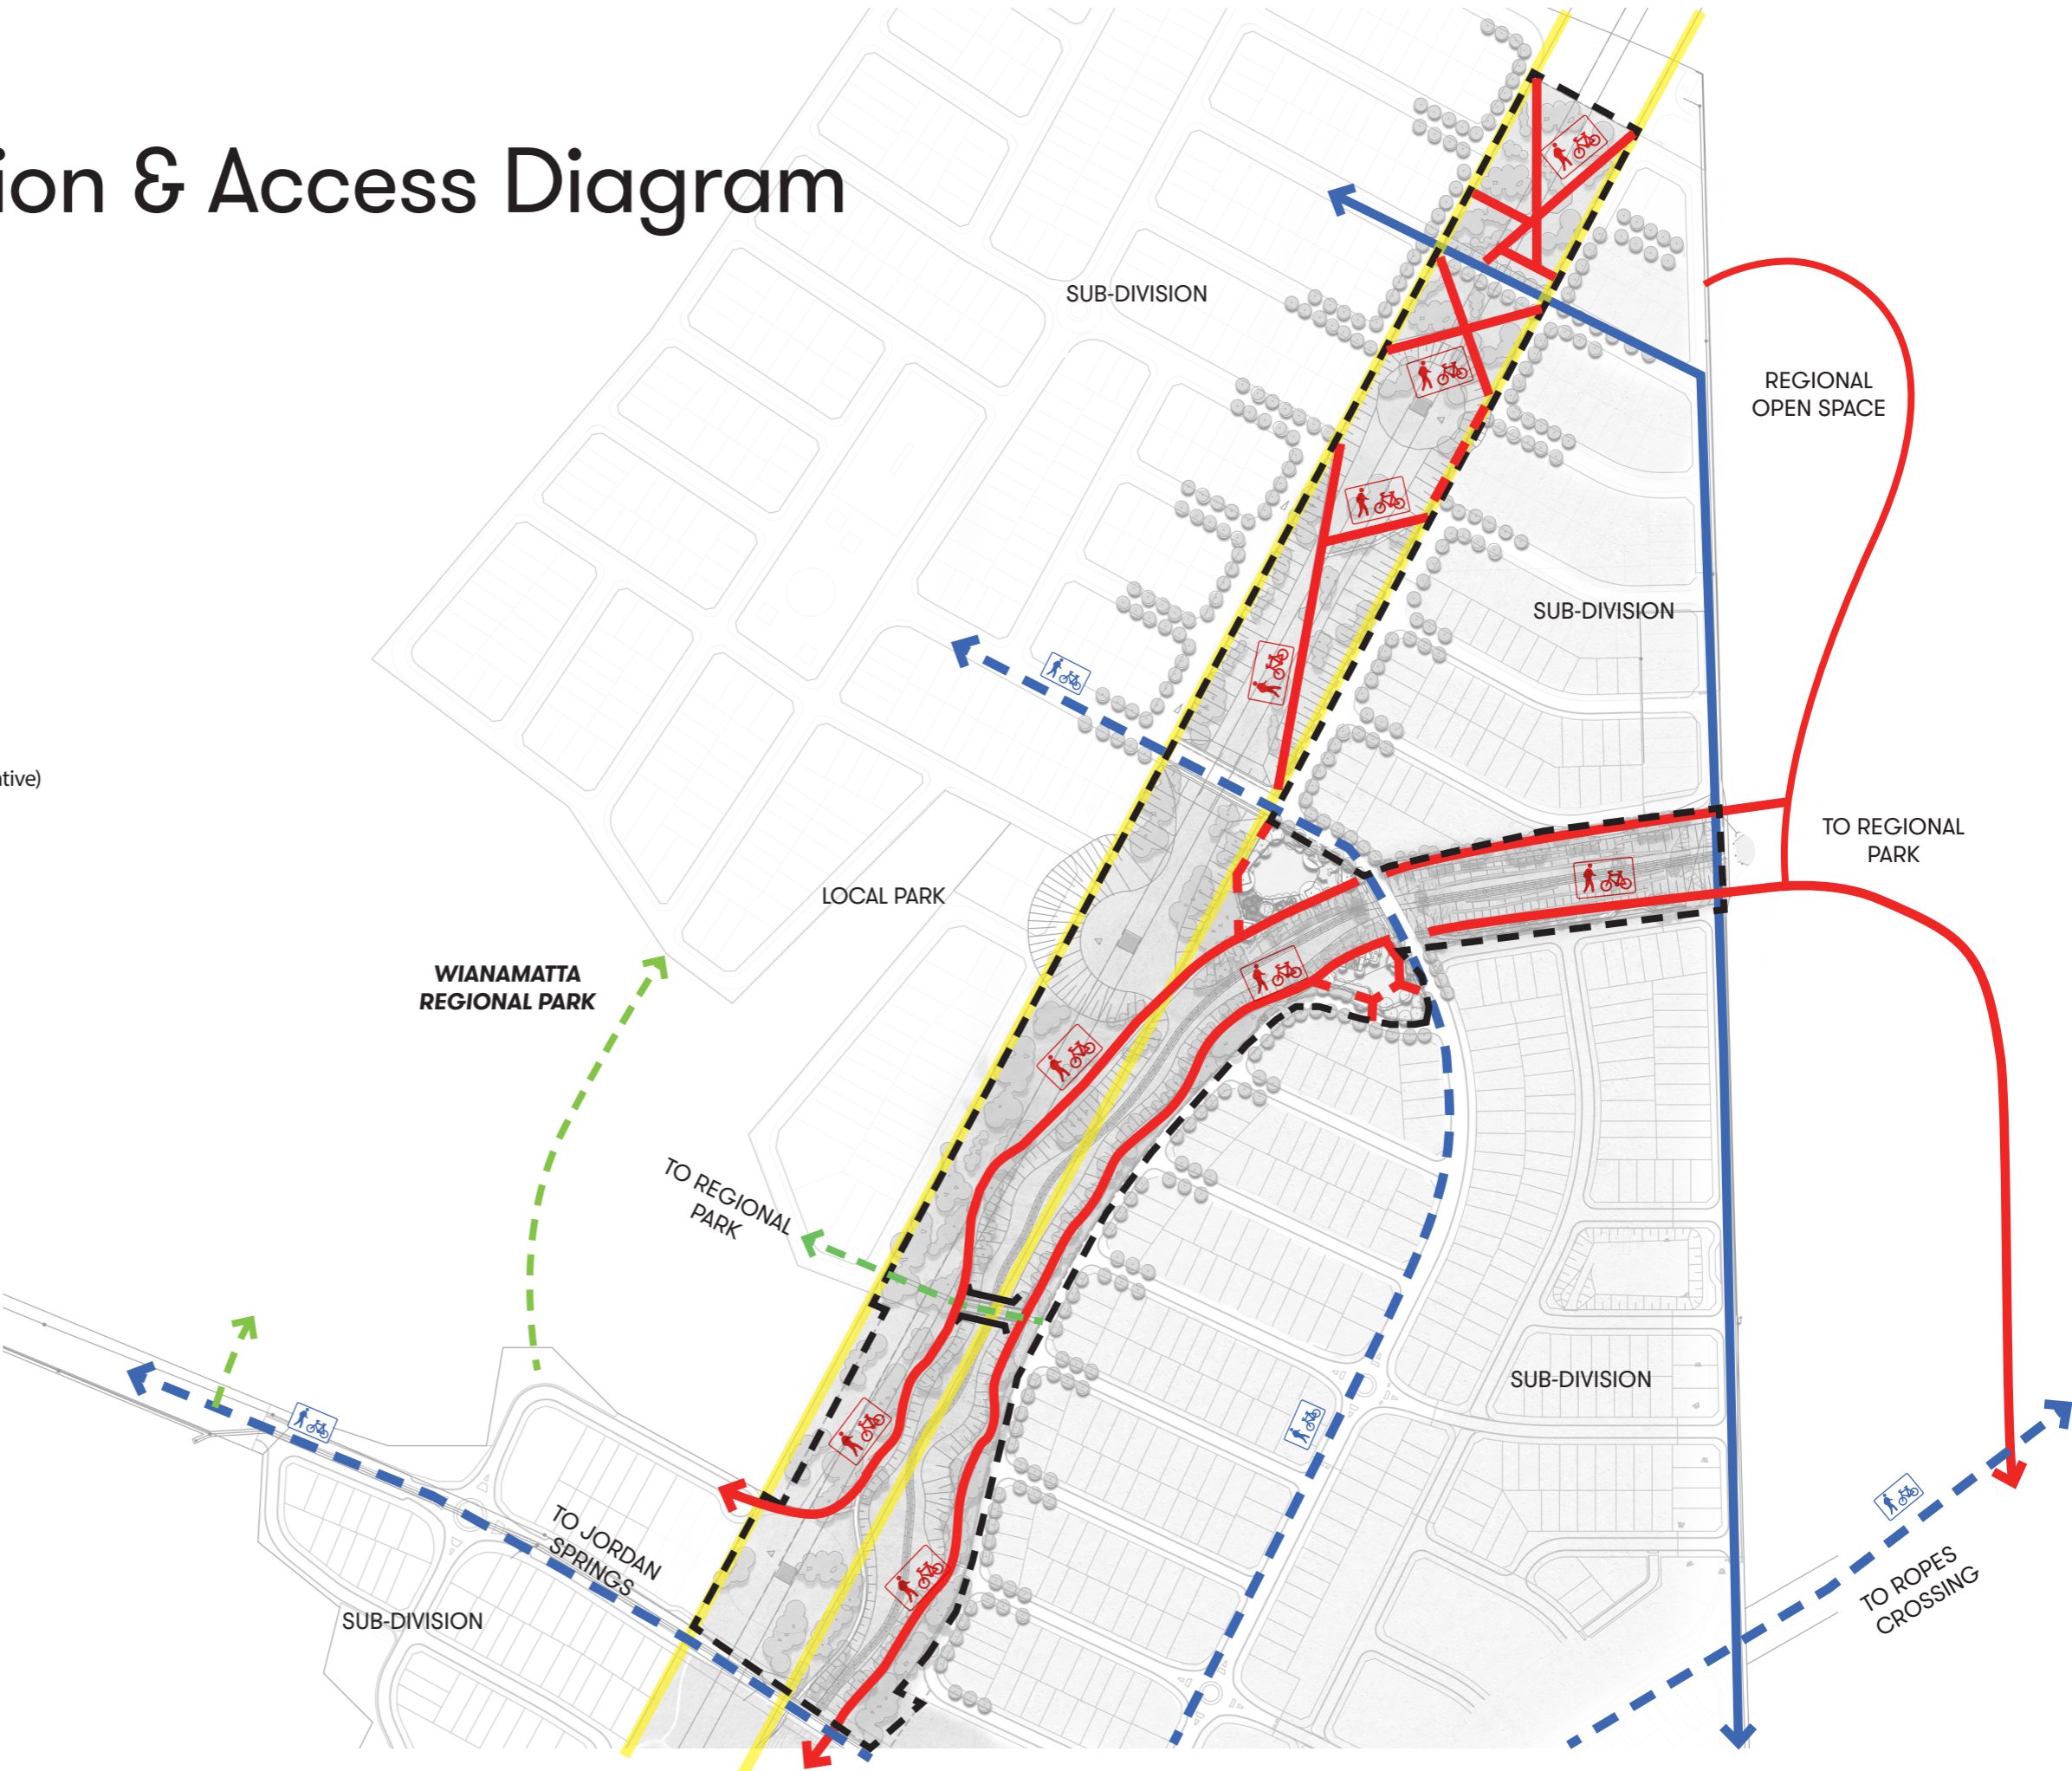 ion & Access Diagram
SUB-DIVISION
REGIONAL
OPEN SPACE
SUB-DIVISION
ative)
TO REGIONAL
PARK
LOCAL PARK
WIANAMATTA
REGIONAL PARK
TO REGIONAL
PARK
SUB-DIVISION
TO JORDAN
SPRINGS
TO ROPES
CROSSING
SUB-DIVISION